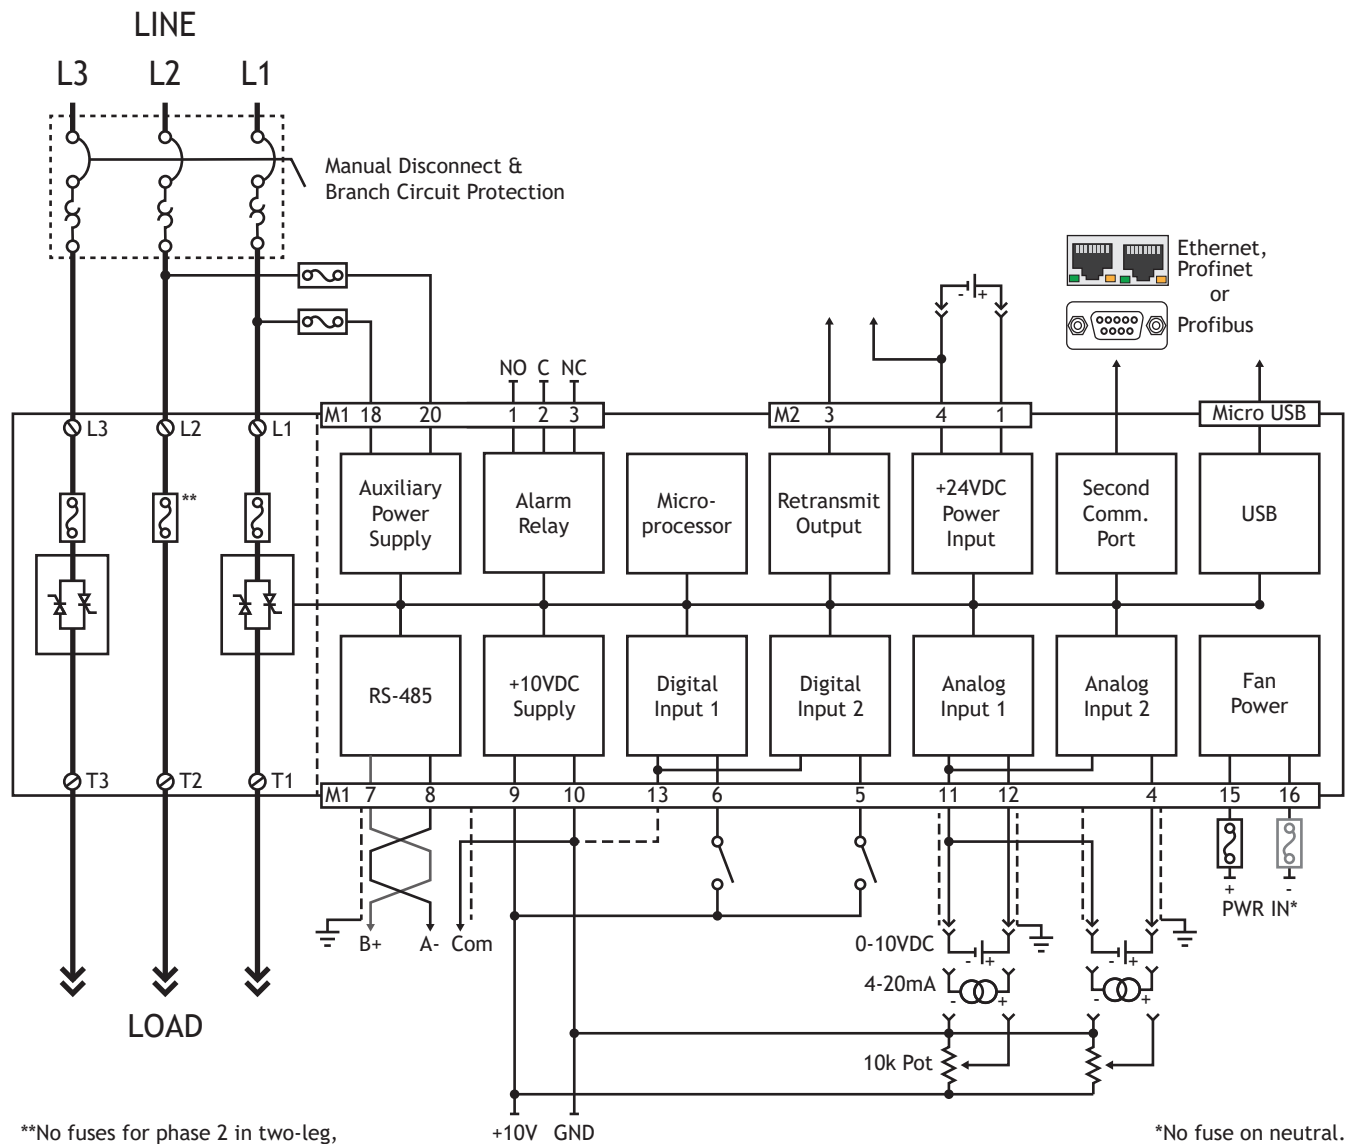 LINE
L3 L2 L1
Manual Disconnect &
Branch Circuit Protection
Ethernet,
Profinet
or
Profibus
- +
NO C NC
M1 18 20 1 2 3
M2 3 4 1
Micro USB
L3 L2 L1
**
Auxiliary
Power
Supply
Alarm
Relay
Micro-
processor
Retransmit
Output
+24VDC
Power
Input
Second
Comm.
Port
USB
RS-485
+10VDC
Supply
Digital
Input 1
Digital
Input 2
Analog
Input 1
Analog
Input 2
Fan
Power
T3 T2 T1
M1 7 8 9 10 13 6 5 11 12 4 15 16
+ -
PWR IN*
B+ A- Com
0-10VDC
- +
- +
4-20mA
- +
- +
LOAD
10k Pot
+10V GND
**No fuses for phase 2 in two-leg,
*No fuse on neutral.